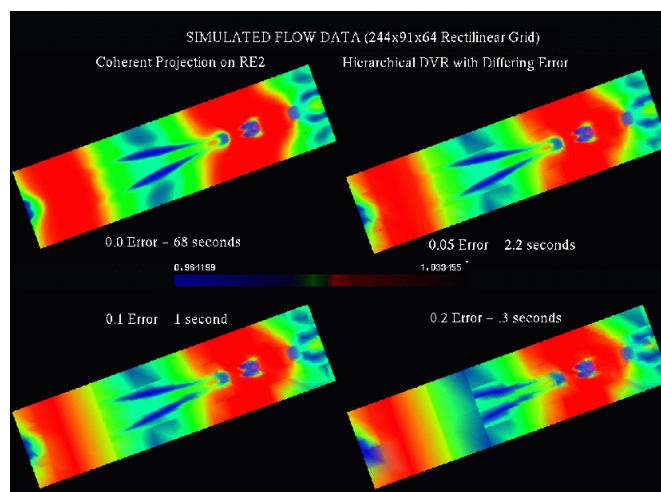 SIMULATED FLOW DATA (244x91x64 Rectilinear Grid)
Coherent Projection on RE2
Hierarchical DVR with Differing Error
0.0 Error – 68 seconds
0.05 Error 2.2 seconds
0.964199 1.033455
0.1 Error 1 second
0.2 Error – .3 seconds